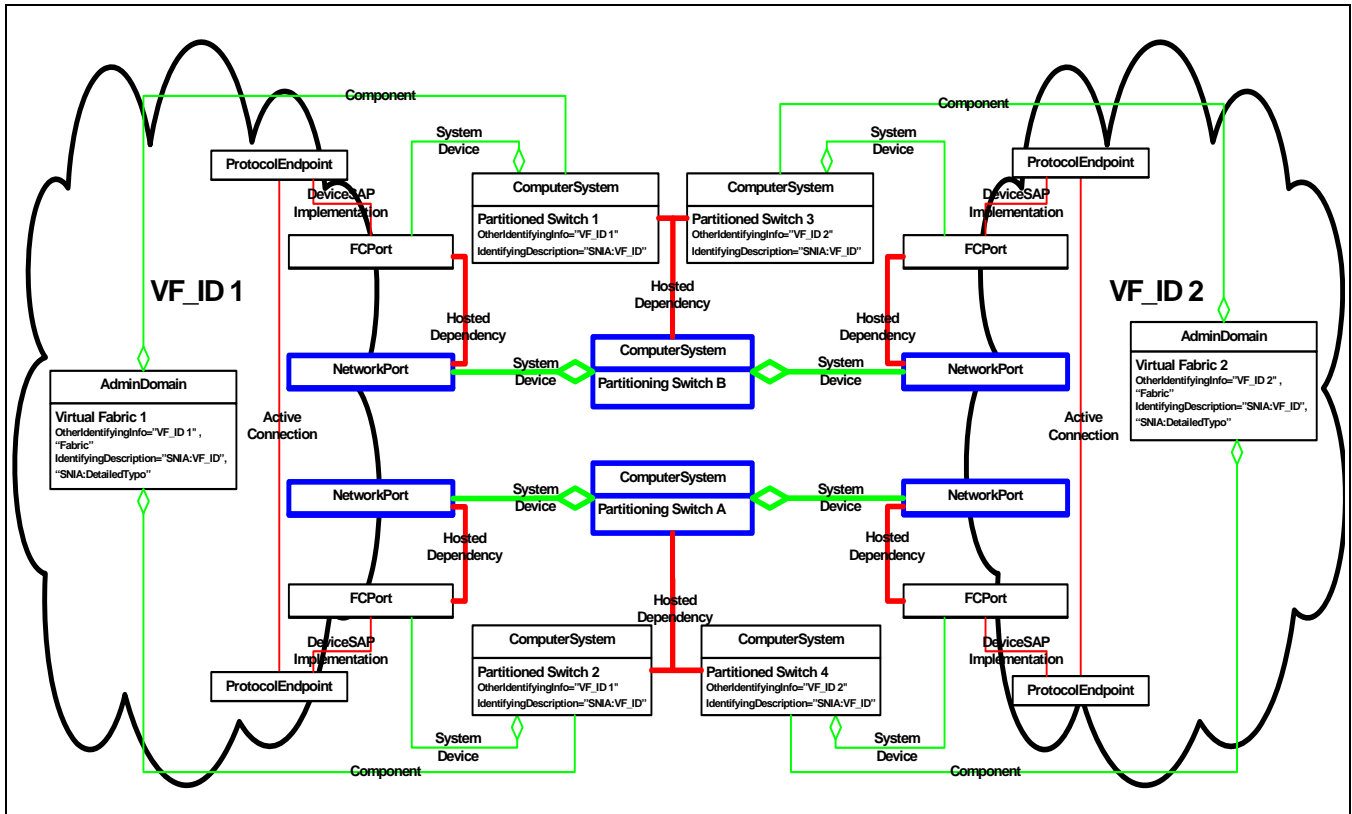 Component
Component
System
Device
System
Device
ProtocolEndpoint
ProtocolEndpoint
DeviceSAP
Implementation
DeviceSAP
Implementation
ComputerSystem
Partitioned Switch 1
OtherIdentifyingInfo="VF_ID 1"
IdentifyingDescription="SNIA:VF_ID"
ComputerSystem
Partitioned Switch 3
OtherIdentifyingInfo="VF_ID 2"
IdentifyingDescription="SNIA:VF_ID"
FCPort
FCPort
VF_ID 1
VF_ID 2
Hosted
Dependency
Hosted
Dependency
Hosted
Dependency
ComputerSystem
Partitioning Switch B
NetworkPort
NetworkPort
System
Device
System
Device
AdminDomain
Virtual Fabric 1
OtherIdentifyingInfo="VF_ID 1" ,
“Fabric”
IdentifyingDescription="SNIA:VF_ID”,
“SNIA:DetailedTypo”
AdminDomain
Virtual Fabric 2
OtherIdentifyingInfo="VF_ID 2" ,
“Fabric”
IdentifyingDescription="SNIA:VF_ID”,
“SNIA:DetailedTypo”
Active
Connection
Active
Connection
ComputerSystem
Partitioning Switch A
NetworkPort
NetworkPort
System
Device
System
Device
Hosted
Dependency
Hosted
Dependency
Hosted
Dependency
FCPort
FCPort
DeviceSAP
Implementation
DeviceSAP
Implementation
ProtocolEndpoint
ProtocolEndpoint
ComputerSystem
Partitioned Switch 2
OtherIdentifyingInfo="VF_ID 1"
IdentifyingDescription="SNIA:VF_ID"
ComputerSystem
Partitioned Switch 4
OtherIdentifyingInfo="VF_ID 2"
IdentifyingDescription="SNIA:VF_ID"
System
Device
System
Device
Component
Component